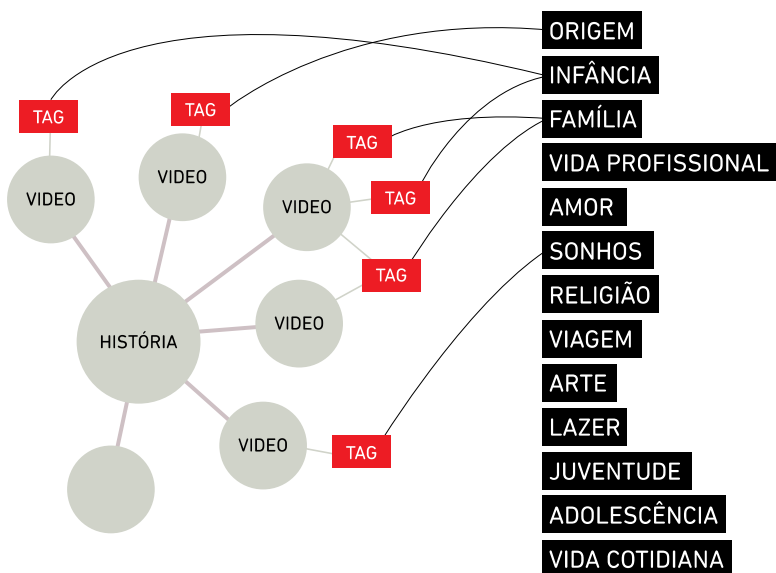 ORIGEM
INFÂNCIA
FAMÍLIA
VIDA PROFISSIONAL
AMOR
SONHOS
RELIGIÃO
VIAGEM
ARTE
LAZER
JUVENTUDE
ADOLESCÊNCIA
VIDA COTIDIANA
TAG
TAG
TAG
TAG
TAG
TAG
VIDEO
VIDEO
VIDEO
VIDEO
VIDEO
HISTÓRIA